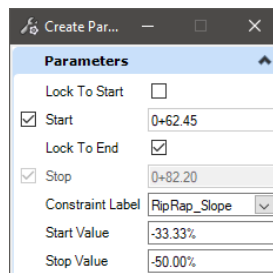 Create Par...
Parameters
Lock To Start
Start 0+62.45
Lock To End
Stop 0+82.20
Constraint Label RipRap_Slope
Start Value -33.33%
Stop Value -50.00%